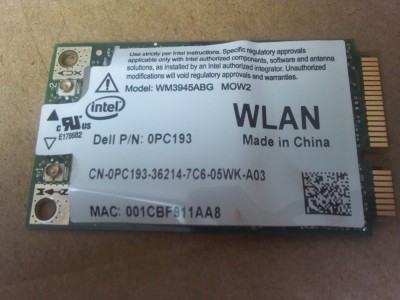 Use strictly per Intel instructions. Specific regulatory approvals
applicable only with Intel authorized components, software and antenna
solutions, as installed by an Intel authorized integrator. Unauthorized
modifications will void regulatory approvals and warranties.
Model: WM3945ABG MOW2
intel
WLAN
Made in China
c RU US
E178682
Dell P/N: 0PC193
CN-0PC193-36214-7C6-05WK-A03
MAC: 001CBF911AA8